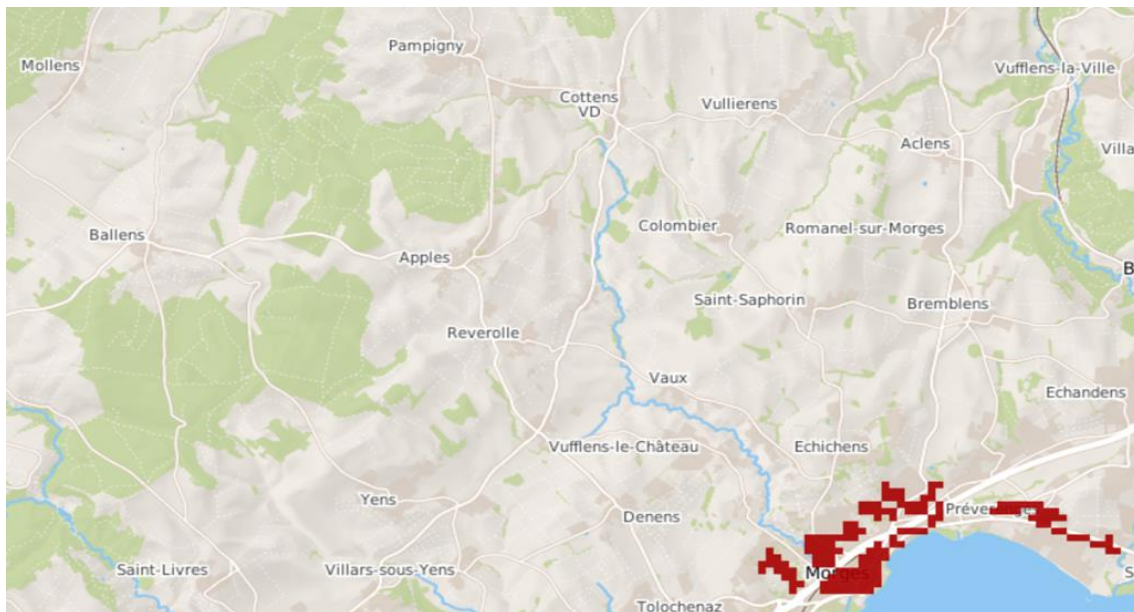 Pampigny
Mollens
Vufflens-la-Ville
Cottens
VD
Vullierens
Aclens
Villa
Colombier
Romanel-sur-Morges
Ballens
Apples
B
Saint-Saphorin
Bremblens
Reverolle
Vaux
Echandens
Vufflens-le-Château
Echichens
Yens
Préverenges
Denens
Saint-Livres
Villars-sous-Yens
Morges
S
Tolochenaz